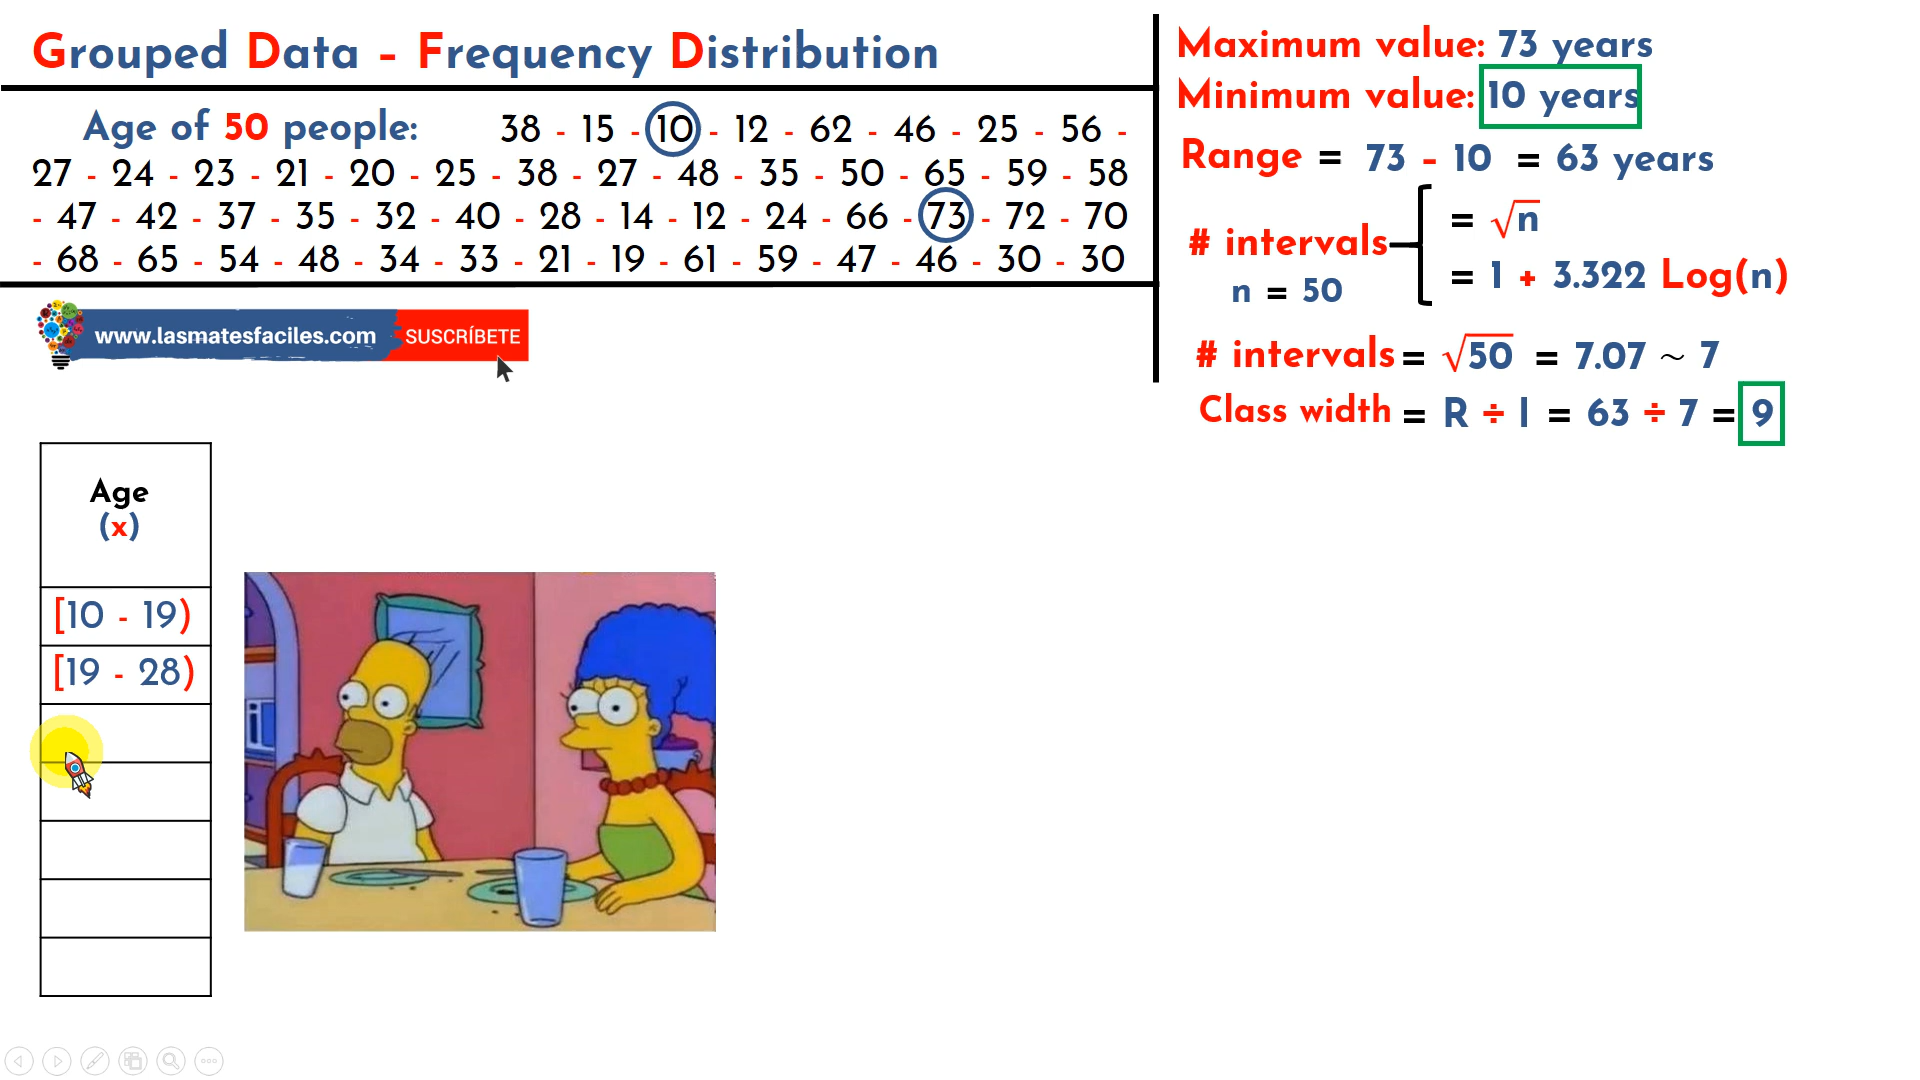 Grouped Data - Frequency Distribution
Age of 50 people: 38 - 15 - 10 - 12 - 62 - 46 - 25 - 56 -
27 - 24 - 23 - 21 - 20 - 25 - 38 - 27 - 48 - 35 - 50 - 65 - 59 - 58
- 47 - 42 - 37 - 35 - 32 - 40 - 28 - 14 - 12 - 24 - 66 - 73 - 72 - 70
- 68 - 65 - 54 - 48 - 34 - 33 - 21 - 19 - 61 - 59 - 47 - 46 - 30 - 30
www.lasmatesfaciles.com SUSCRÍBETE
Maximum value: 73 years
Minimum value: 10 years
Range = 73 - 10 = 63 years
# intervals
n = 50
= √n
= 1 + 3.322 Log(n)
# intervals = √50 = 7.07 ~ 7
Class width = R ÷ I = 63 ÷ 7 = 9
Age
(x)
[10 - 19)
[19 - 28)